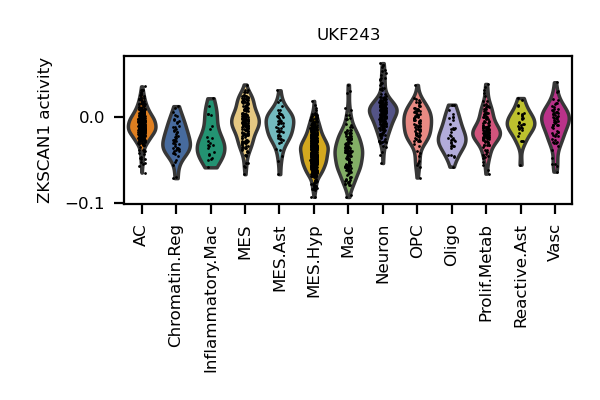 UKF243
ZKSCAN1 activity
0.0
−0.1
AC
Chromatin.Reg
Inflammatory.Mac
MES
MES.Ast
MES.Hyp
Mac
Neuron
OPC
Oligo
Prolif.Metab
Reactive.Ast
Vasc